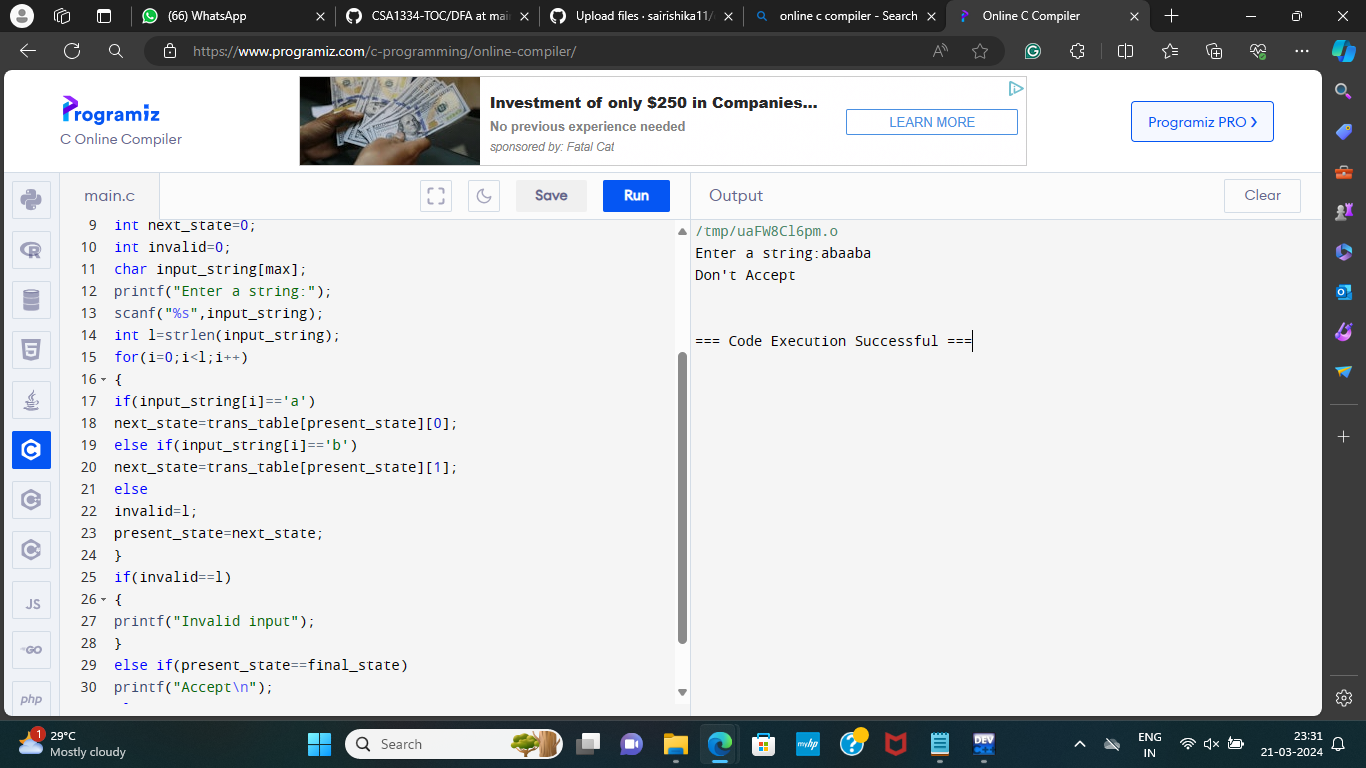 (66) WhatsApp
CSA1334-TOC/DFA at mai
Upload files · sairishika11/
online c compiler - Search
Online C Compiler
https://www.programiz.com/c-programming/online-compiler/
Programiz
C Online Compiler
Investment of only $250 in Companies...
No previous experience needed
sponsored by: Fatal Cat
LEARN MORE
Programiz PRO
main.c
Save
Run
Output
Clear
9 int next_state=0;
10 int invalid=0;
11 char input_string[max];
12 printf("Enter a string:");
13 scanf("%s",input_string);
14 int l=strlen(input_string);
15 for(i=0;i<l;i++)
16 {
17 if(input_string[i]=='a')
18 next_state=trans_table[present_state][0];
19 else if(input_string[i]=='b')
20 next_state=trans_table[present_state][1];
21 else
22 invalid=l;
23 present_state=next_state;
24 }
25 if(invalid==l)
26 {
27 printf("Invalid input");
28 }
29 else if(present_state==final_state)
30 printf("Accept\n");
/tmp/uaFW8Cl6pm.o
Enter a string:abaaba
Don't Accept
=== Code Execution Successful ===
JS
GO
php
1
29°C
Mostly cloudy
Search
myhp
DEV
ENG
IN
23:31
21-03-2024